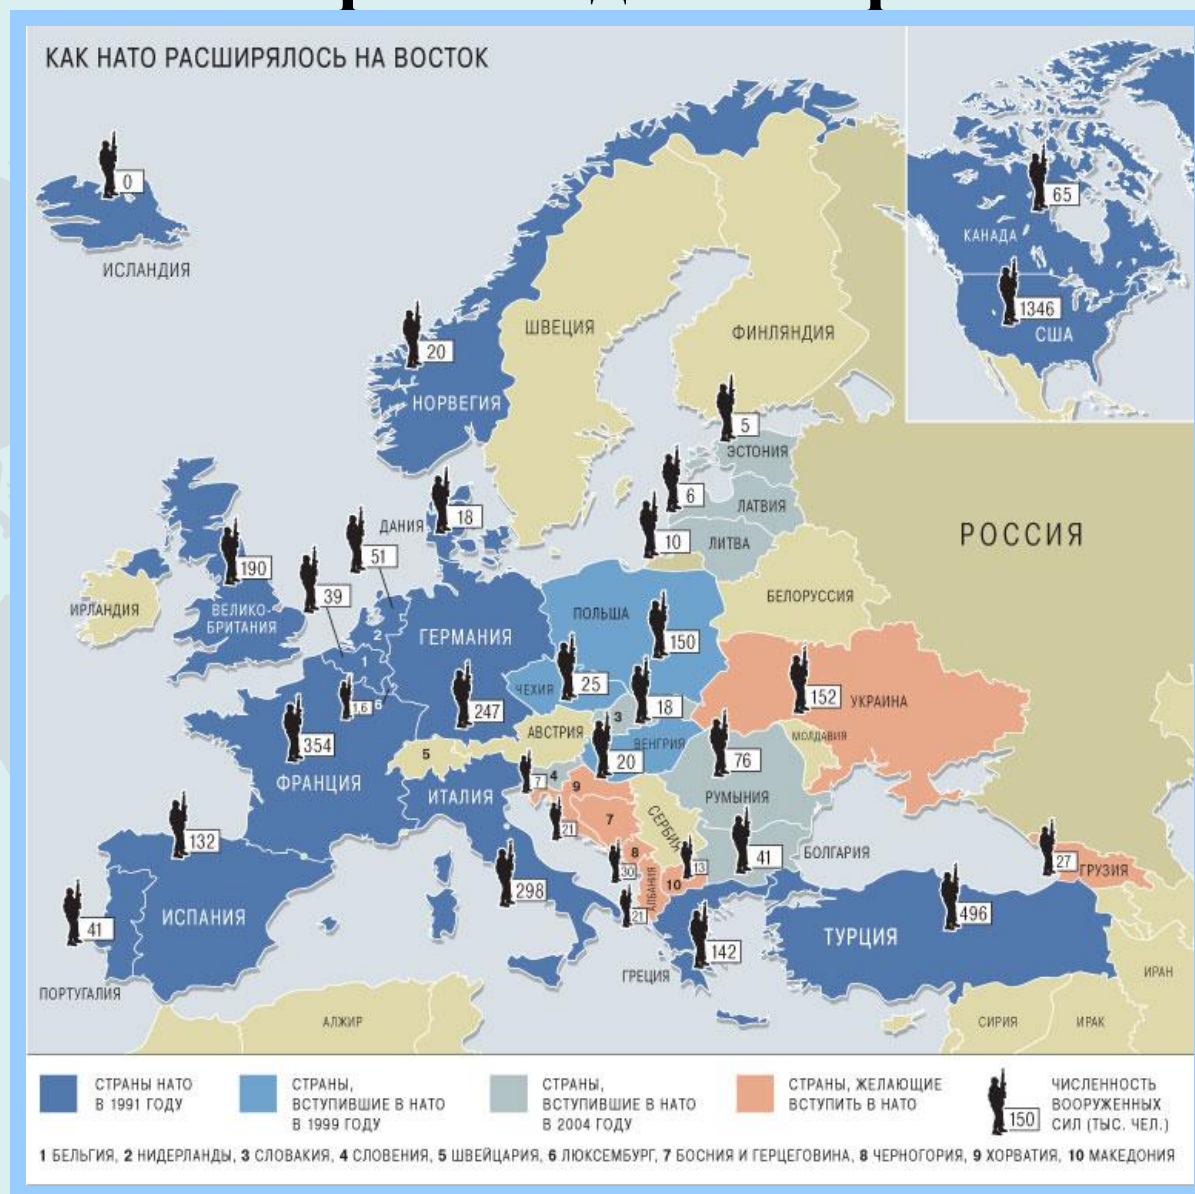 КАК НАТО РАСШИРЯЛОСЬ НА ВОСТОК
0
ИСЛАНДИЯ
65
КАНАДА
1346
США
20
НОРВЕГИЯ
ШВЕЦИЯ
ФИНЛЯНДИЯ
5
ЭСТОНИЯ
6
ЛАТВИЯ
10
ЛИТВА
РОССИЯ
18
ДАНИЯ
51
39
190
ВЕЛИКО-
БРИТАНИЯ
ИРЛАНДИЯ
2
1
6
1,6
ГЕРМАНИЯ
247
ПОЛЬША
150
БЕЛОРУССИЯ
ЧЕХИЯ
25
18
3
152
УКРАИНА
354
ФРАНЦИЯ
5
АВСТРИЯ
ВЕНГРИЯ
20
76
РУМЫНИЯ
МОЛДАВИЯ
ИТАЛИЯ
7
4
9
21
7
СЕРБИЯ
8
30
13
10
АЛБАНИЯ
21
41
БОЛГАРИЯ
27
ГРУЗИЯ
132
ИСПАНИЯ
41
ПОРТУГАЛИЯ
298
142
ГРЕЦИЯ
496
ТУРЦИЯ
ИРАН
СИРИЯ
ИРАК
АЛЖИР
СТРАНЫ НАТО
В 1991 ГОДУ
СТРАНЫ,
ВСТУПИВШИЕ В НАТО
В 1999 ГОДУ
СТРАНЫ,
ВСТУПИВШИЕ В НАТО
В 2004 ГОДУ
СТРАНЫ, ЖЕЛАЮЩИЕ
ВСТУПИТЬ В НАТО
150
ЧИСЛЕННОСТЬ
ВООРУЖЕННЫХ
СИЛ (ТЫС. ЧЕЛ.)
1 БЕЛЬГИЯ, 2 НИДЕРЛАНДЫ, 3 СЛОВАКИЯ, 4 СЛОВЕНИЯ, 5 ШВЕЙЦАРИЯ, 6 ЛЮКСЕМБУРГ, 7 БОСНИЯ И ГЕРЦЕГОВИНА, 8 ЧЕРНОГОРИЯ, 9 ХОРВАТИЯ, 10 МАКЕДОНИЯ